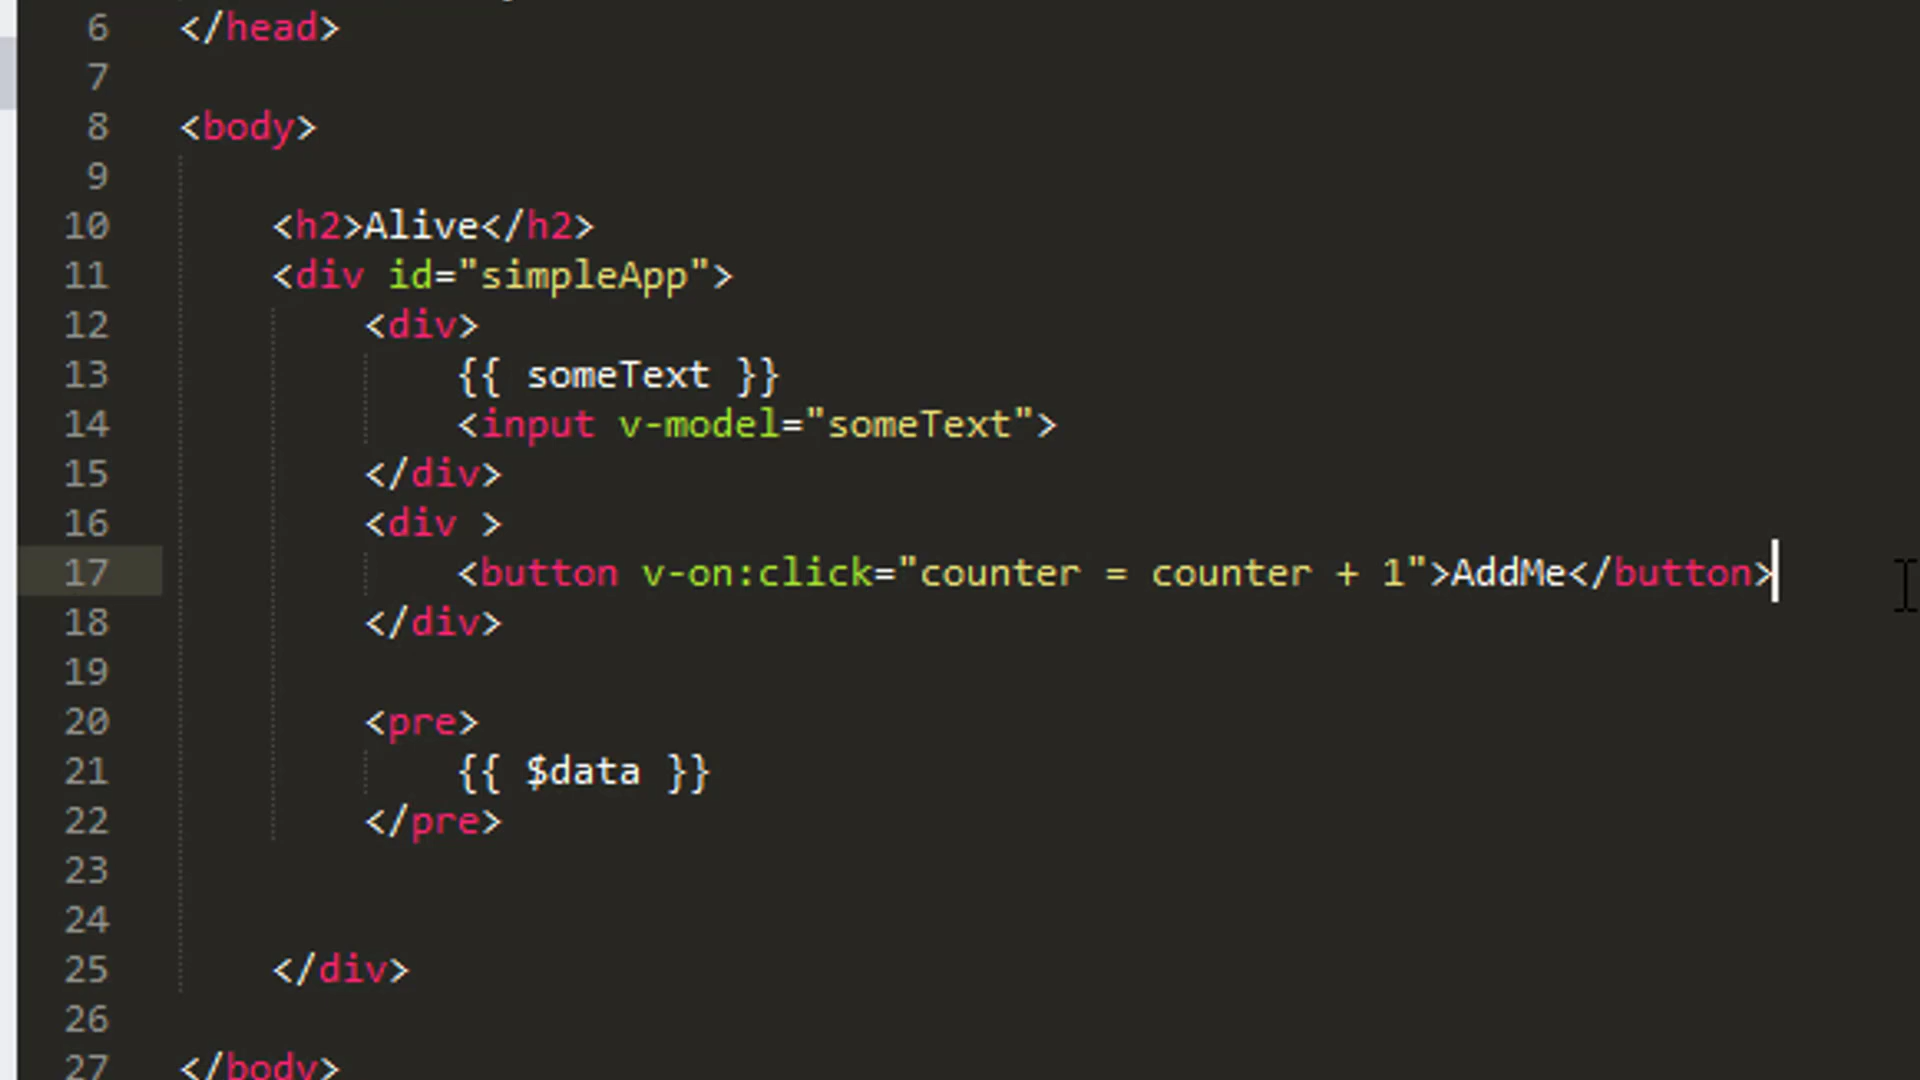 6 </head>
7
8 <body>
9
10 <h2>Alive</h2>
11 <div id="simpleApp">
12 <div>
13 {{ someText }}
14 <input v-model="someText">
15 </div>
16 <div >
17 <button v-on:click="counter = counter + 1">AddMe</button>
18 </div>
19
20 <pre>
21 {{ $data }}
22 </pre>
23
24
25 </div>
26
27 </body>